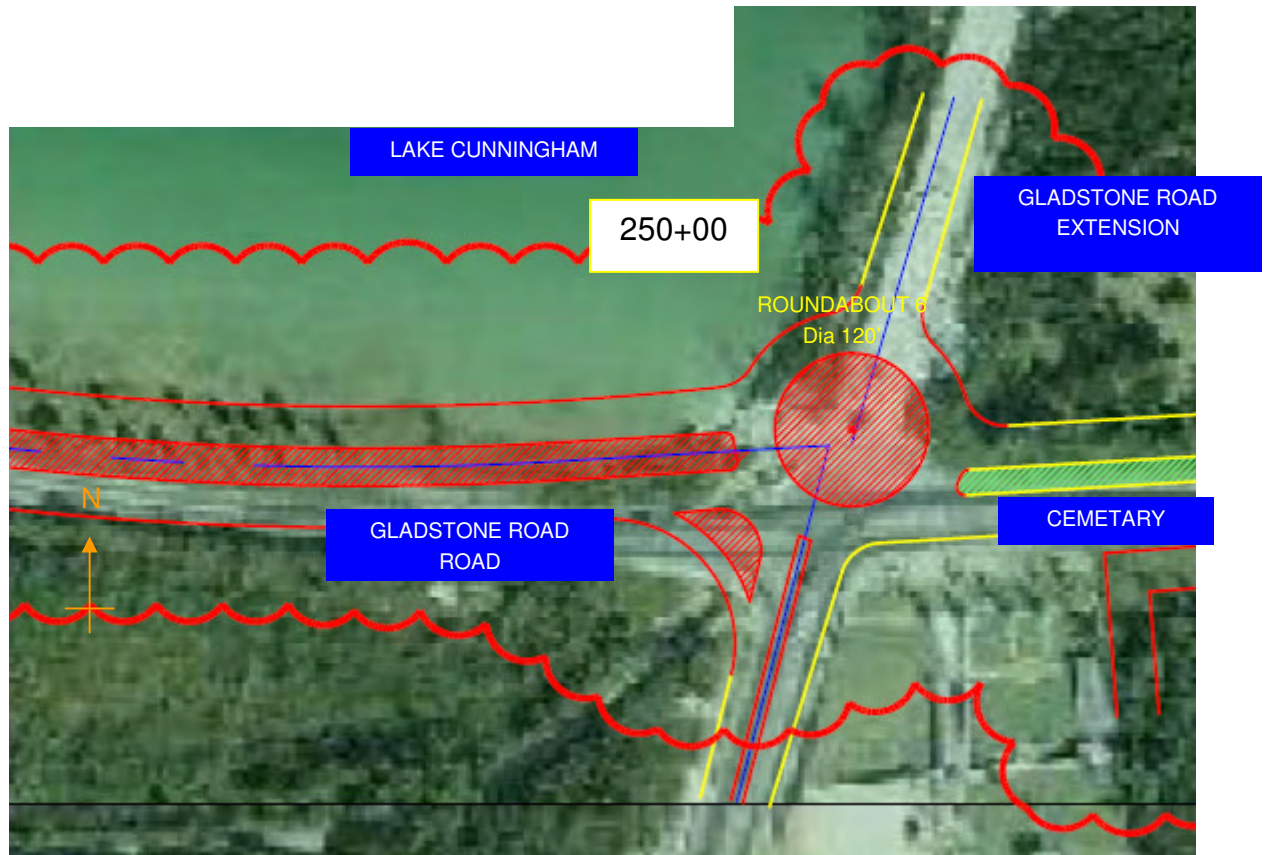 LAKE CUNNINGHAM
GLADSTONE ROAD
EXTENSION
250+00
ROUNDABOUT 6
Dia 120'
N
GLADSTONE ROAD
ROAD
CEMETARY